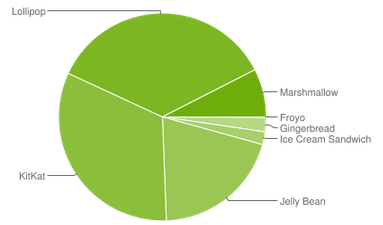 Lollipop
Marshmallow
Froyo
Gingerbread
Ice Cream Sandwich
KitKat
Jelly Bean